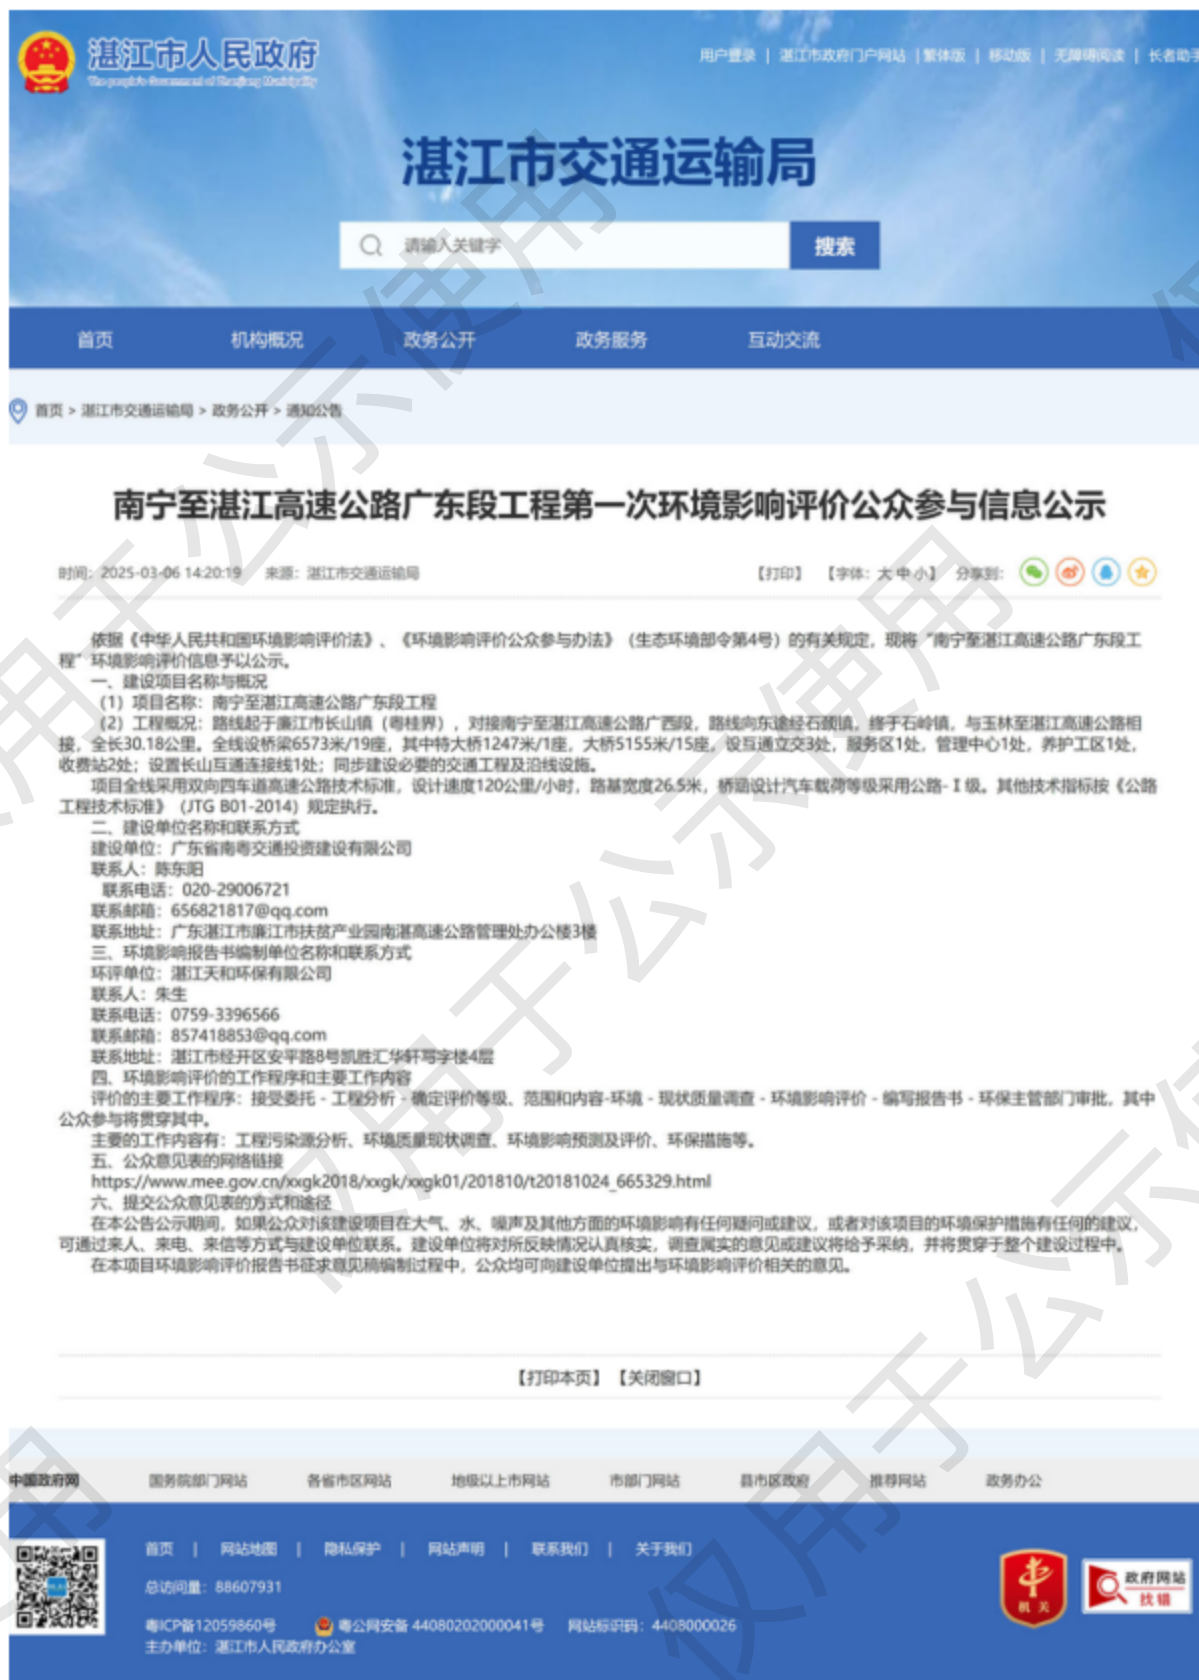 湛江市人民政府
The people's Government of Zhanjiang Municipality
用户登录 | 湛江市政府门户网站 | 繁体版 | 移动版 | 无障碍阅读 | 长者助手
湛江市交通运输局
请输入关键字 搜索
首页 机构概况 政务公开 政务服务 互动交流
首页 > 湛江市交通运输局 > 政务公开 > 通知公告
南宁至湛江高速公路广东段工程第一次环境影响评价公众参与信息公示
时间：2025-03-06 14:20:19 来源：湛江市交通运输局 【打印】 【字体：大 中 小】 分享到：
依据《中华人民共和国环境影响评价法》、《环境影响评价公众参与办法》（生态环境部令第4号）的有关规定，现将“南宁至湛江高速公路广东段工
程”环境影响评价信息予以公示。
一、建设项目名称与概况
（1）项目名称：南宁至湛江高速公路广东段工程
（2）工程概况：路线起于廉江市长山镇（粤桂界），对接南宁至湛江高速公路广西段，路线向东途经石颈镇，终于石岭镇，与玉林至湛江高速公路相
接，全长30.18公里。全线设桥梁6573米/19座，其中特大桥1247米/1座，大桥5155米/15座，设互通立交3处，服务区1处，管理中心1处，养护工区1处，
收费站2处；设置长山互通连接线1处；同步建设必要的交通工程及沿线设施。
项目全线采用双向四车道高速公路技术标准，设计速度120公里/小时，路基宽度26.5米，桥涵设计汽车载荷等级采用公路-Ⅰ级。其他技术指标按《公路
工程技术标准》（JTG B01-2014）规定执行。
二、建设单位名称和联系方式
建设单位：广东省南粤交通投资建设有限公司
联系人：陈东阳
联系电话：020-29006721
联系邮箱：656821817@qq.com
联系地址：广东湛江市廉江市扶贫产业园南湛高速公路管理处办公楼3楼
三、环境影响报告书编制单位名称和联系方式
环评单位：湛江天和环保有限公司
联系人：朱生
联系电话：0759-3396566
联系邮箱：857418853@qq.com
联系地址：湛江市经开区安平路8号凯胜汇华轩写字楼4层
四、环境影响评价的工作程序和主要工作内容
评价的主要工作程序：接受委托 - 工程分析 - 确定评价等级、范围和内容-环境 - 现状质量调查 - 环境影响评价 - 编写报告书 - 环保主管部门审批，其中
公众参与将贯穿其中。
主要的工作内容有：工程污染源分析、环境质量现状调查、环境影响预测及评价、环保措施等。
五、公众意见表的网络链接
https://www.mee.gov.cn/xxgk2018/xxgk/xxgk01/201810/t20181024_665329.html
六、提交公众意见表的方式和途径
在本公告公示期间，如果公众对该建设项目在大气、水、噪声及其他方面的环境影响有任何疑问或建议，或者对该项目的环境保护措施有任何的建议，
可通过来人、来电、来信等方式与建设单位联系。建设单位将对所反映情况认真核实，调查属实的意见或建议将给予采纳，并将贯穿于整个建设过程中。
在本项目环境影响评价报告书征求意见稿编制过程中，公众均可向建设单位提出与环境影响评价相关的意见。
【打印本页】 【关闭窗口】
中国政府网 国务院部门网站 各省市区网站 地级以上市网站 市部门网站 县市区政府 推荐网站 政务办公
首页 | 网站地图 | 隐私保护 | 网站声明 | 联系我们 | 关于我们
总访问量：88607931
粤ICP备12059860号 粤公网安备 44080202000041号 网站标识码：4408000026
主办单位：湛江市人民政府办公室
机关
政府网站
找错
仅用于公示使用